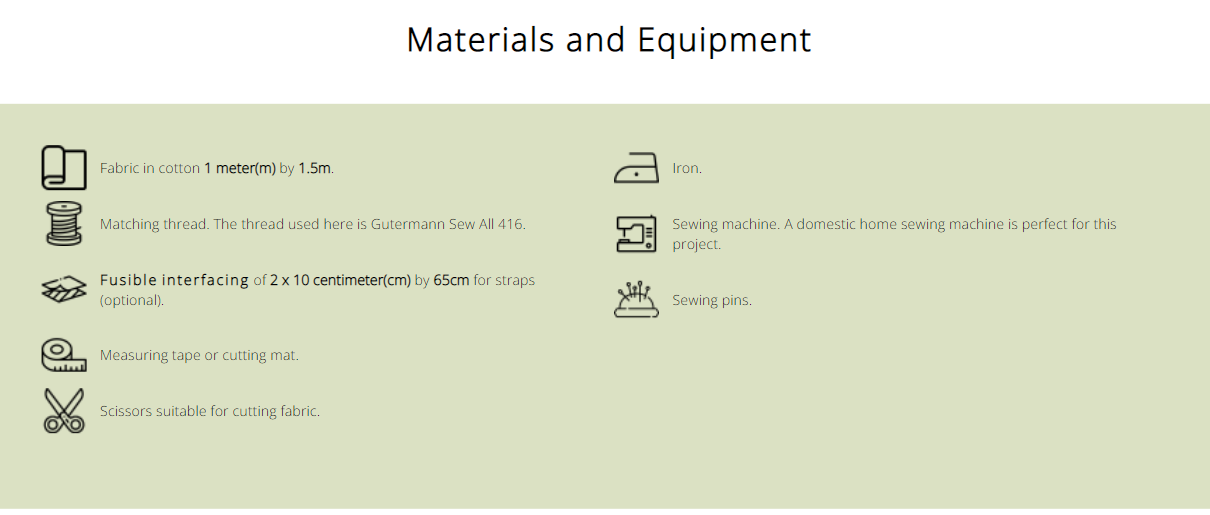 Materials and Equipment
Fabric in cotton 1 meter(m) by 1.5m.
Matching thread. The thread used here is Gutermann Sew All 416.
Fusible interfacing of 2 x 10 centimeter(cm) by 65cm for straps
(optional).
Measuring tape or cutting mat.
Scissors suitable for cutting fabric.
Iron.
Sewing machine. A domestic home sewing machine is perfect for this
project.
Sewing pins.